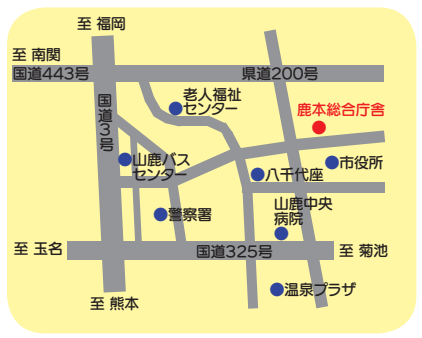 至 福岡
至 南関
国道443号
県道200号
国道3号
老人福祉
センター
鹿本総合庁舎
山鹿バス
センター
市役所
八千代座
警察署
山鹿中央
病院
至 玉名
国道325号
至 菊池
温泉プラザ
至 熊本